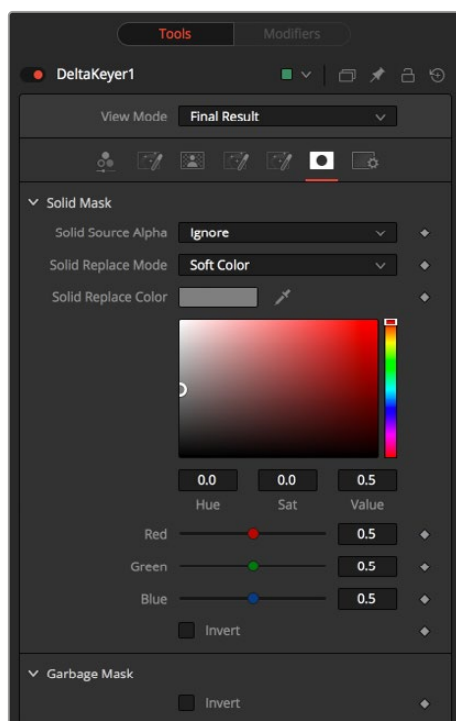 Tools Modifiers
DeltaKeyer1
View Mode Final Result
Solid Mask
Solid Source Alpha Ignore
Solid Replace Mode Soft Color
Solid Replace Color
0.0 0.0 0.5
Hue Sat Value
Red 0.5
Green 0.5
Blue 0.5
Invert
Garbage Mask
Invert